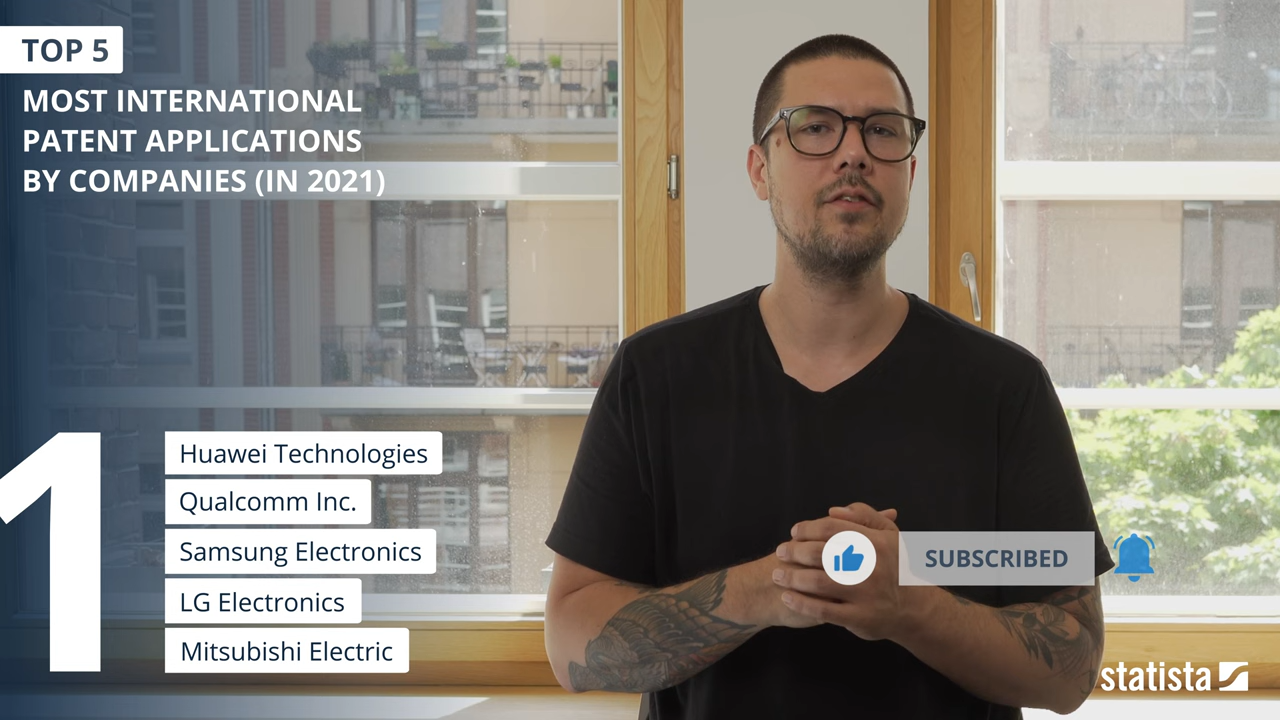 TOP 5
MOST INTERNATIONAL
PATENT APPLICATIONS
BY COMPANIES (IN 2021)
1
Huawei Technologies
Qualcomm Inc.
Samsung Electronics
LG Electronics
Mitsubishi Electric
SUBSCRIBED
statista